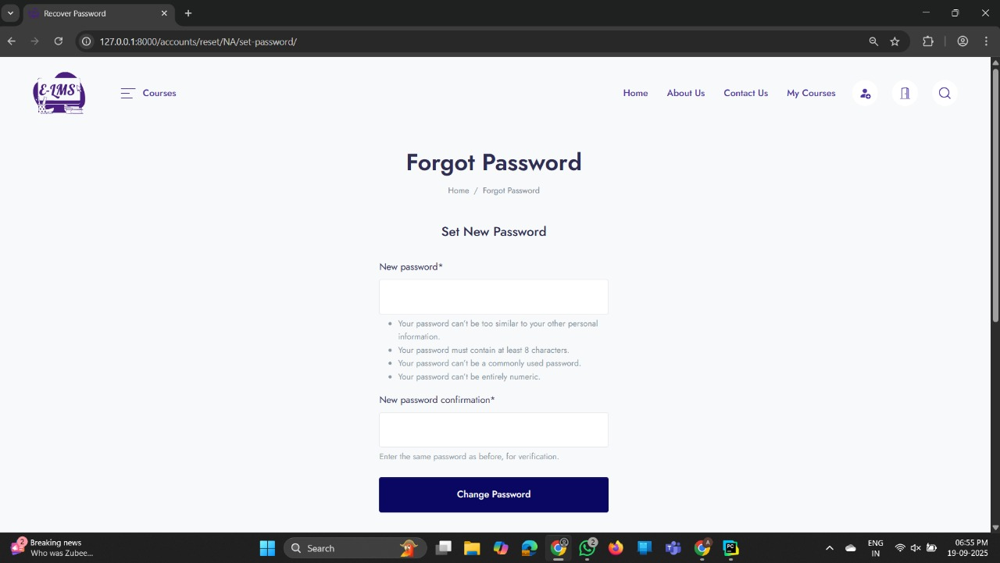 Recover Password
127.0.0.1:8000/accounts/reset/NA/set-password/
E-LMS
Courses
Home
About Us
Contact Us
My Courses
Forgot Password
Home / Forgot Password
Set New Password
New password*
• Your password can't be too similar to your other personal
information.
• Your password must contain at least 8 characters.
• Your password can't be a commonly used password.
• Your password can't be entirely numeric.
New password confirmation*
Enter the same password as before, for verification.
Change Password
2
Breaking news
Who was Zubee...
Search
2
A
PC
ENG
IN
06:55 PM
19-09-2025